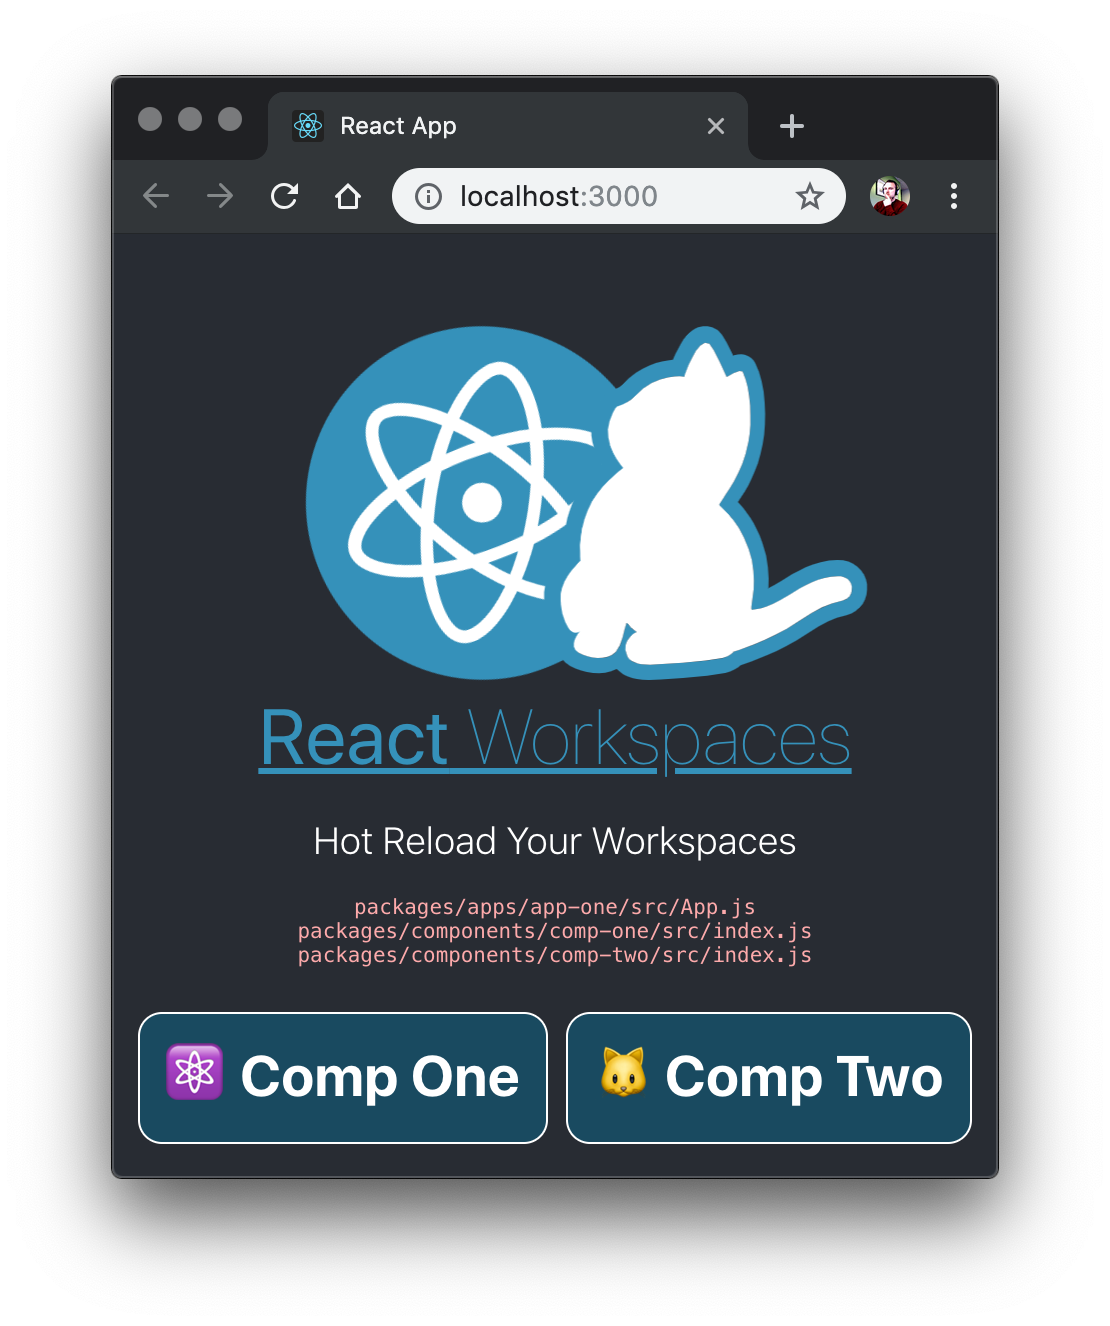 React App
localhost:3000
React Workspaces
Hot Reload Your Workspaces
packages/apps/app-one/src/App.js
packages/components/comp-one/src/index.js
packages/components/comp-two/src/index.js
Comp One
Comp Two